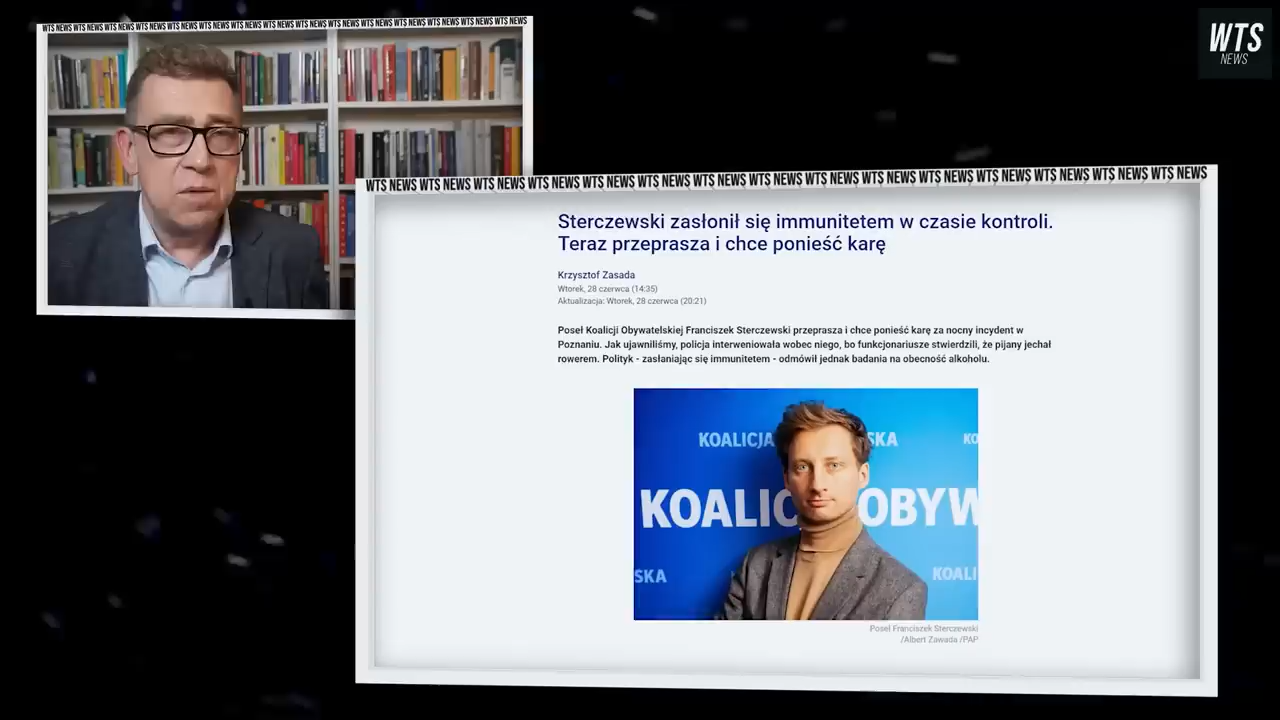 WTS NEWS WTS NEWS WTS NEWS WTS NEWS WTS NEWS WTS NEWS WTS NEWS WTS NEWS WTS NEWS WTS NEWS WTS NEWS WTS NEWS WTS NEWS WTS NEWS WTS NEWS
WTS
NEWS
WTS NEWS WTS NEWS WTS NEWS WTS NEWS WTS NEWS WTS NEWS WTS NEWS WTS NEWS WTS NEWS WTS NEWS WTS NEWS WTS NEWS WTS NEWS WTS NEWS WTS NEWS
Sterczewski zasłonił się immunitetem w czasie kontroli.
Teraz przeprasza i chce ponieść karę
Krzysztof Zasada
Wtorek, 28 czerwca (14:35)
Aktualizacja: Wtorek, 28 czerwca (20:21)
Poseł Koalicji Obywatelskiej Franciszek Sterczewski przeprasza i chce ponieść karę za nocny incydent w
Poznaniu. Jak ujawniliśmy, policja interweniowała wobec niego, bo funkcjonariusze stwierdzili, że pijany jechał
rowerem. Polityk - zasłaniając się immunitetem - odmówił jednak badania na obecność alkoholu.
KOALICJA SKA KO
KOALIC OBYW
SKA KOALI
Poseł Franciszek Sterczewski
/Albert Zawada /PAP